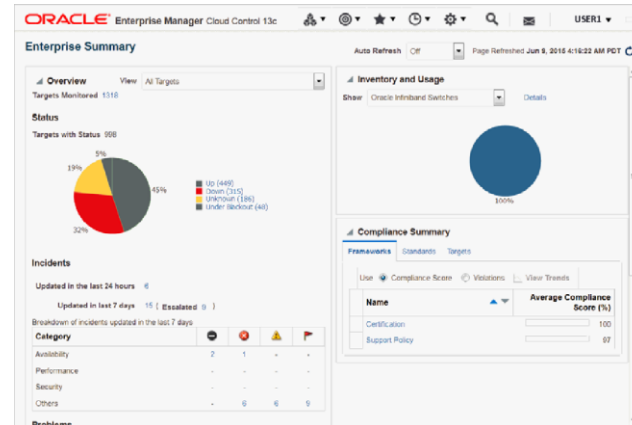 ORACLE Enterprise Manager Cloud Control 13c USER1
Enterprise Summary
Auto Refresh Off Page Refreshed Jun 9, 2015 4:16:22 AM PDT
Overview View All Targets
Targets Monitored 1318
Status
Targets with Status 998
5%
19%
45%
32%
Up (449)
Down (315)
Unknown (186)
Under Blackout (48)
Incidents
Updated in the last 24 hours 6
Updated in last 7 days 15 ( Escalated 0 )
Breakdown of incidents updated in the last 7 days
Category
Availability 2 1 - -
Performance - - - -
Security - - - -
Others - 6 6 9
Problems
Inventory and Usage
Show Oracle Infiniband Switches Details
100%
Compliance Summary
Frameworks Standards Targets
Use Compliance Score Violations View Trends
Name Average Compliance Score (%)
Certification 100
Support Policy 97